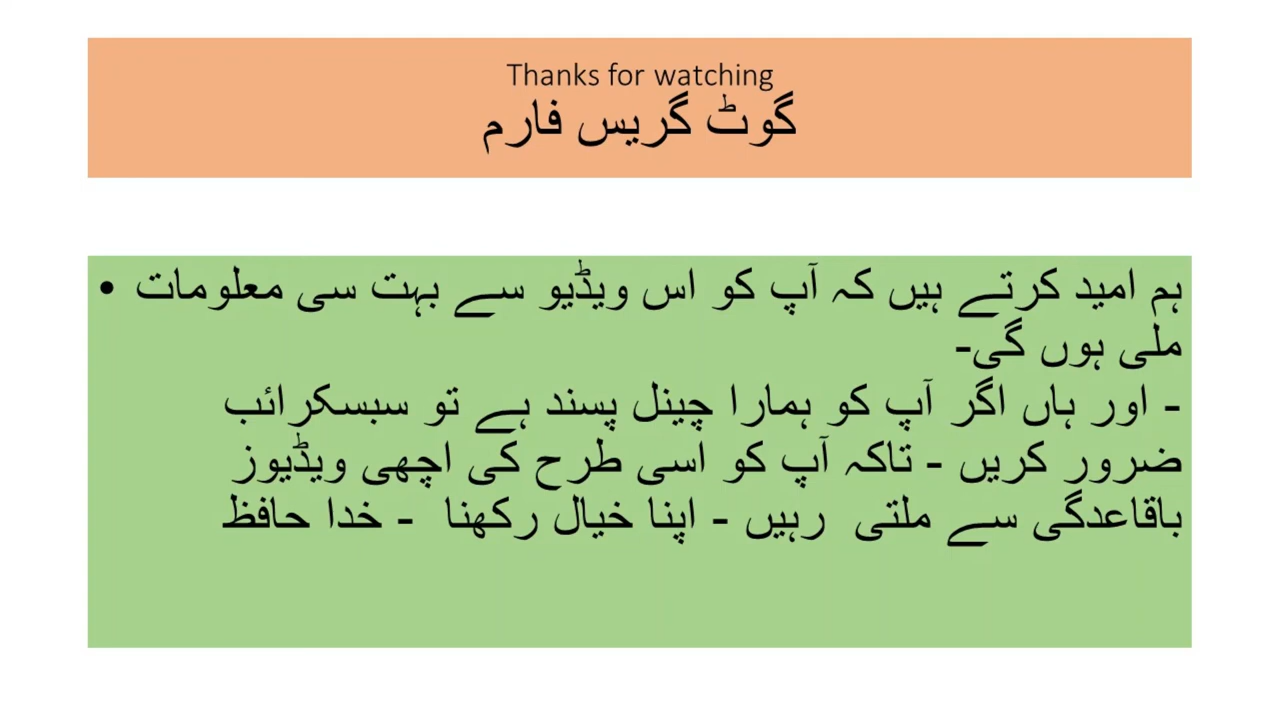 Thanks for watching
گوٹ گریس فارم
• ہم امید کرتے ہیں کہ آپ کو اس ویڈیو سے بہت سی معلومات
ملی ہوں گی-
- اور ہاں اگر آپ کو ہمارا چینل پسند ہے تو سبسکرائب
ضرور کریں - تاکہ آپ کو اسی طرح کی اچھی ویڈیوز
باقاعدگی سے ملتی رہیں - اپنا خیال رکھنا - خدا حافظ